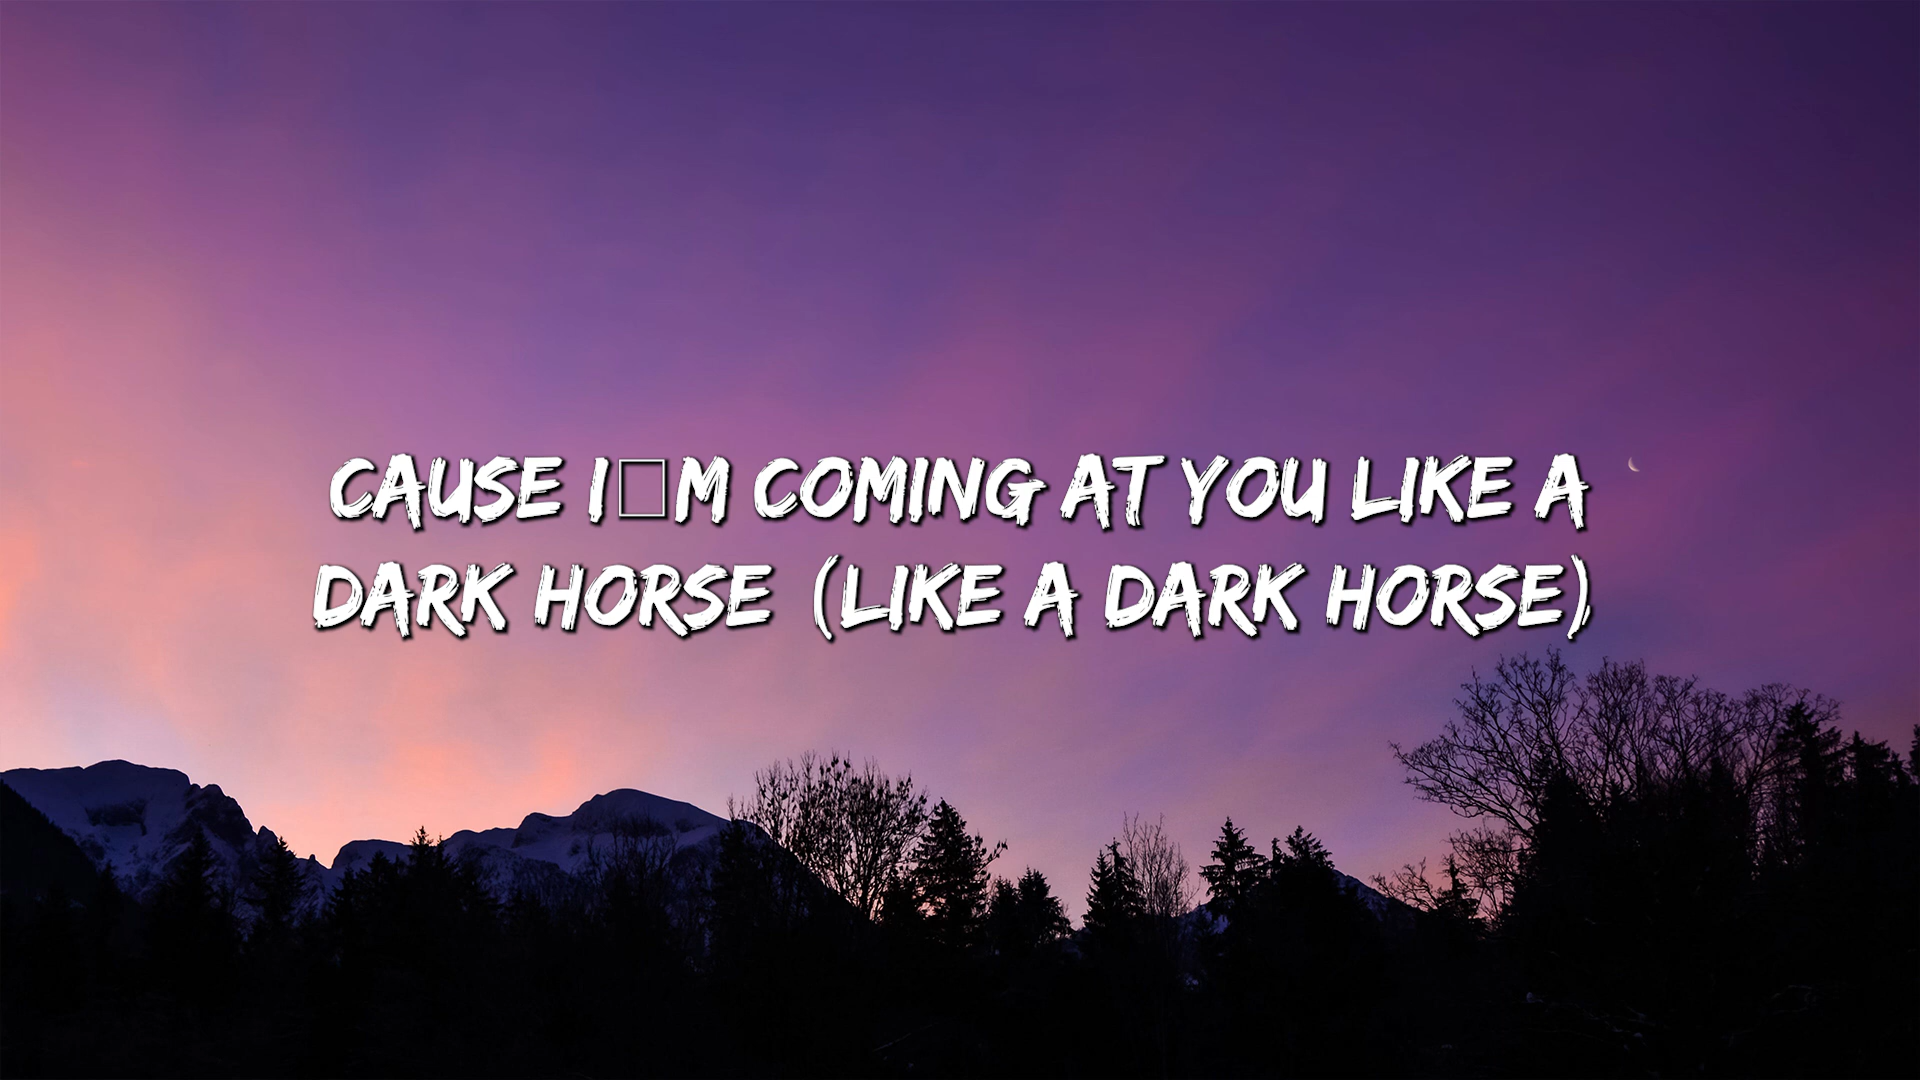 CAUSE I□M COMING AT YOU LIKE A
DARK HORSE (LIKE A DARK HORSE)